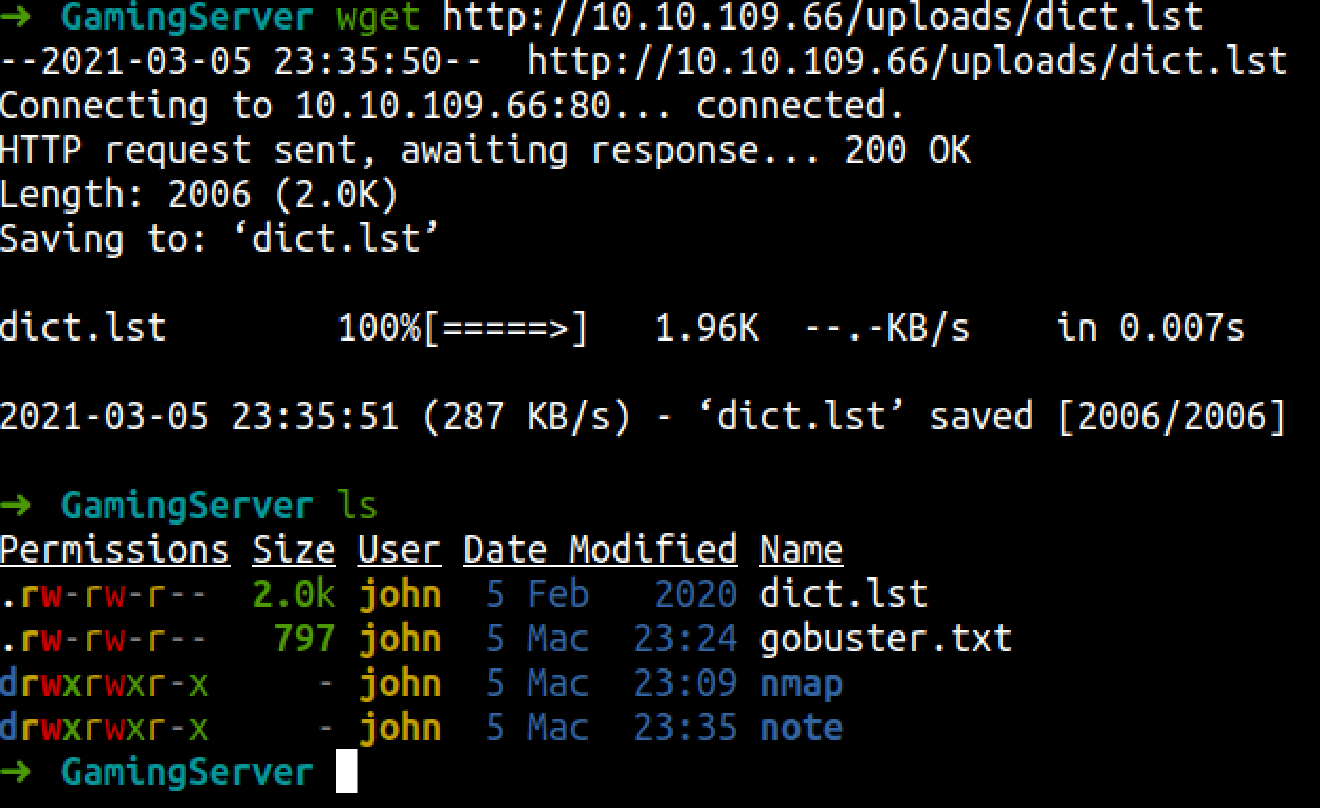 → GamingServer wget http://10.10.109.66/uploads/dict.lst
--2021-03-05 23:35:50-- http://10.10.109.66/uploads/dict.lst
Connecting to 10.10.109.66:80... connected.
HTTP request sent, awaiting response... 200 OK
Length: 2006 (2.0K)
Saving to: ‘dict.lst’
dict.lst 100%[=====>] 1.96K --.-KB/s in 0.007s
2021-03-05 23:35:51 (287 KB/s) - ‘dict.lst’ saved [2006/2006]
→ GamingServer ls
Permissions Size User Date Modified Name
.rw-rw-r-- 2.0k john 5 Feb 2020 dict.lst
.rw-rw-r-- 797 john 5 Mac 23:24 gobuster.txt
drwxrwxr-x - john 5 Mac 23:09 nmap
drwxrwxr-x - john 5 Mac 23:35 note
→ GamingServer